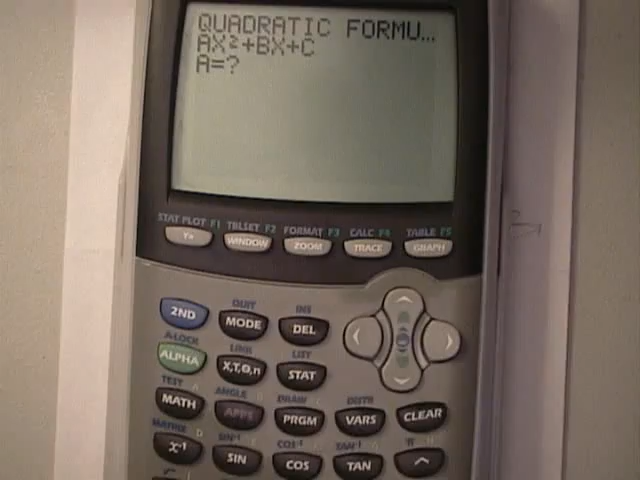 QUADRATIC FORMU...
AX²+BX+C
A=?
STAT PLOT F1 TBLSET F2 FORMAT F3 CALC F4 TABLE F5
Y= WINDOW ZOOM TRACE GRAPH
QUIT INS
2ND MODE DEL
A-LOCK LINK LIST
ALPHA X,T,Θ,n STAT
TEST A ANGLE B DRAW C DISTR
MATH APPS PRGM VARS CLEAR
MATRIX D SIN⁻¹ E COS⁻¹ F TAN⁻¹ G π H
x⁻¹ SIN COS TAN ^